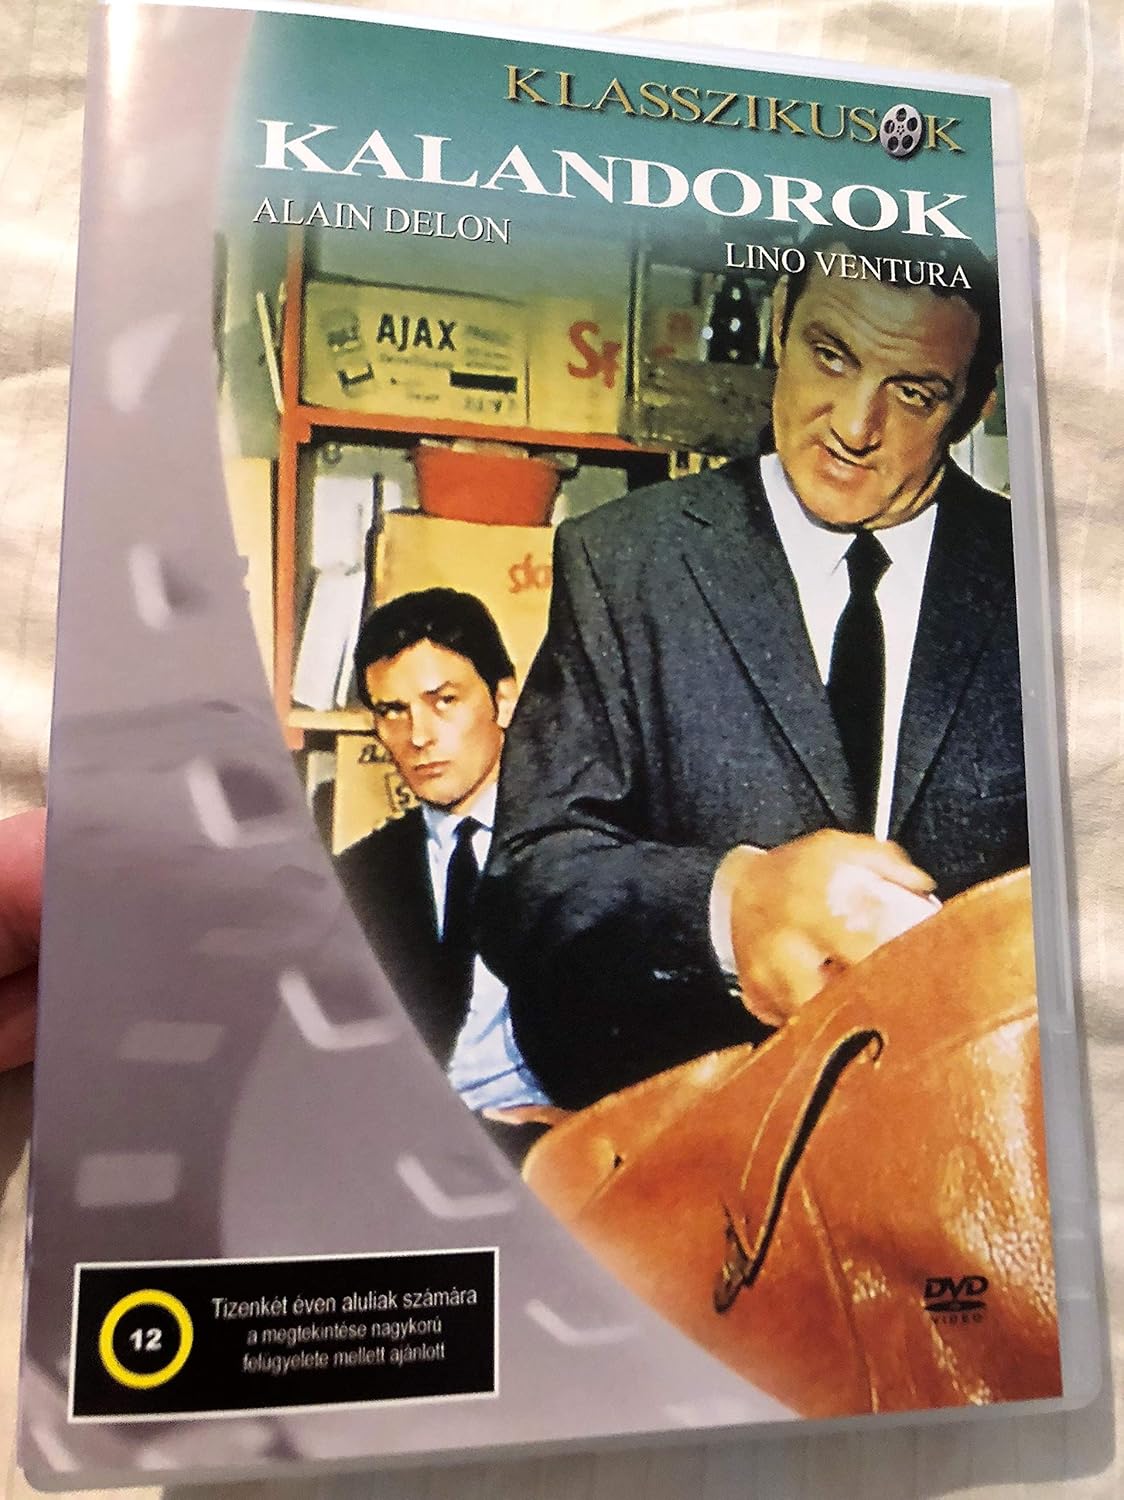 KLASSZIKUSOK
KALANDOROK
ALAIN DELON
LINO VENTURA
AJAX
12
Tizenkét éven aluliak számára
a megtekintése nagykorú
felügyelete mellett ajánlott
DVD
VIDEO